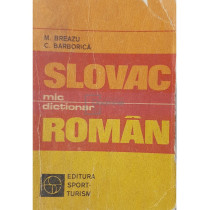 M. BREAZU
C. BARBORICĂ
SLOVAC
mic
dicționar
ROMÂN
EDITURA
SPORT-
TURISM